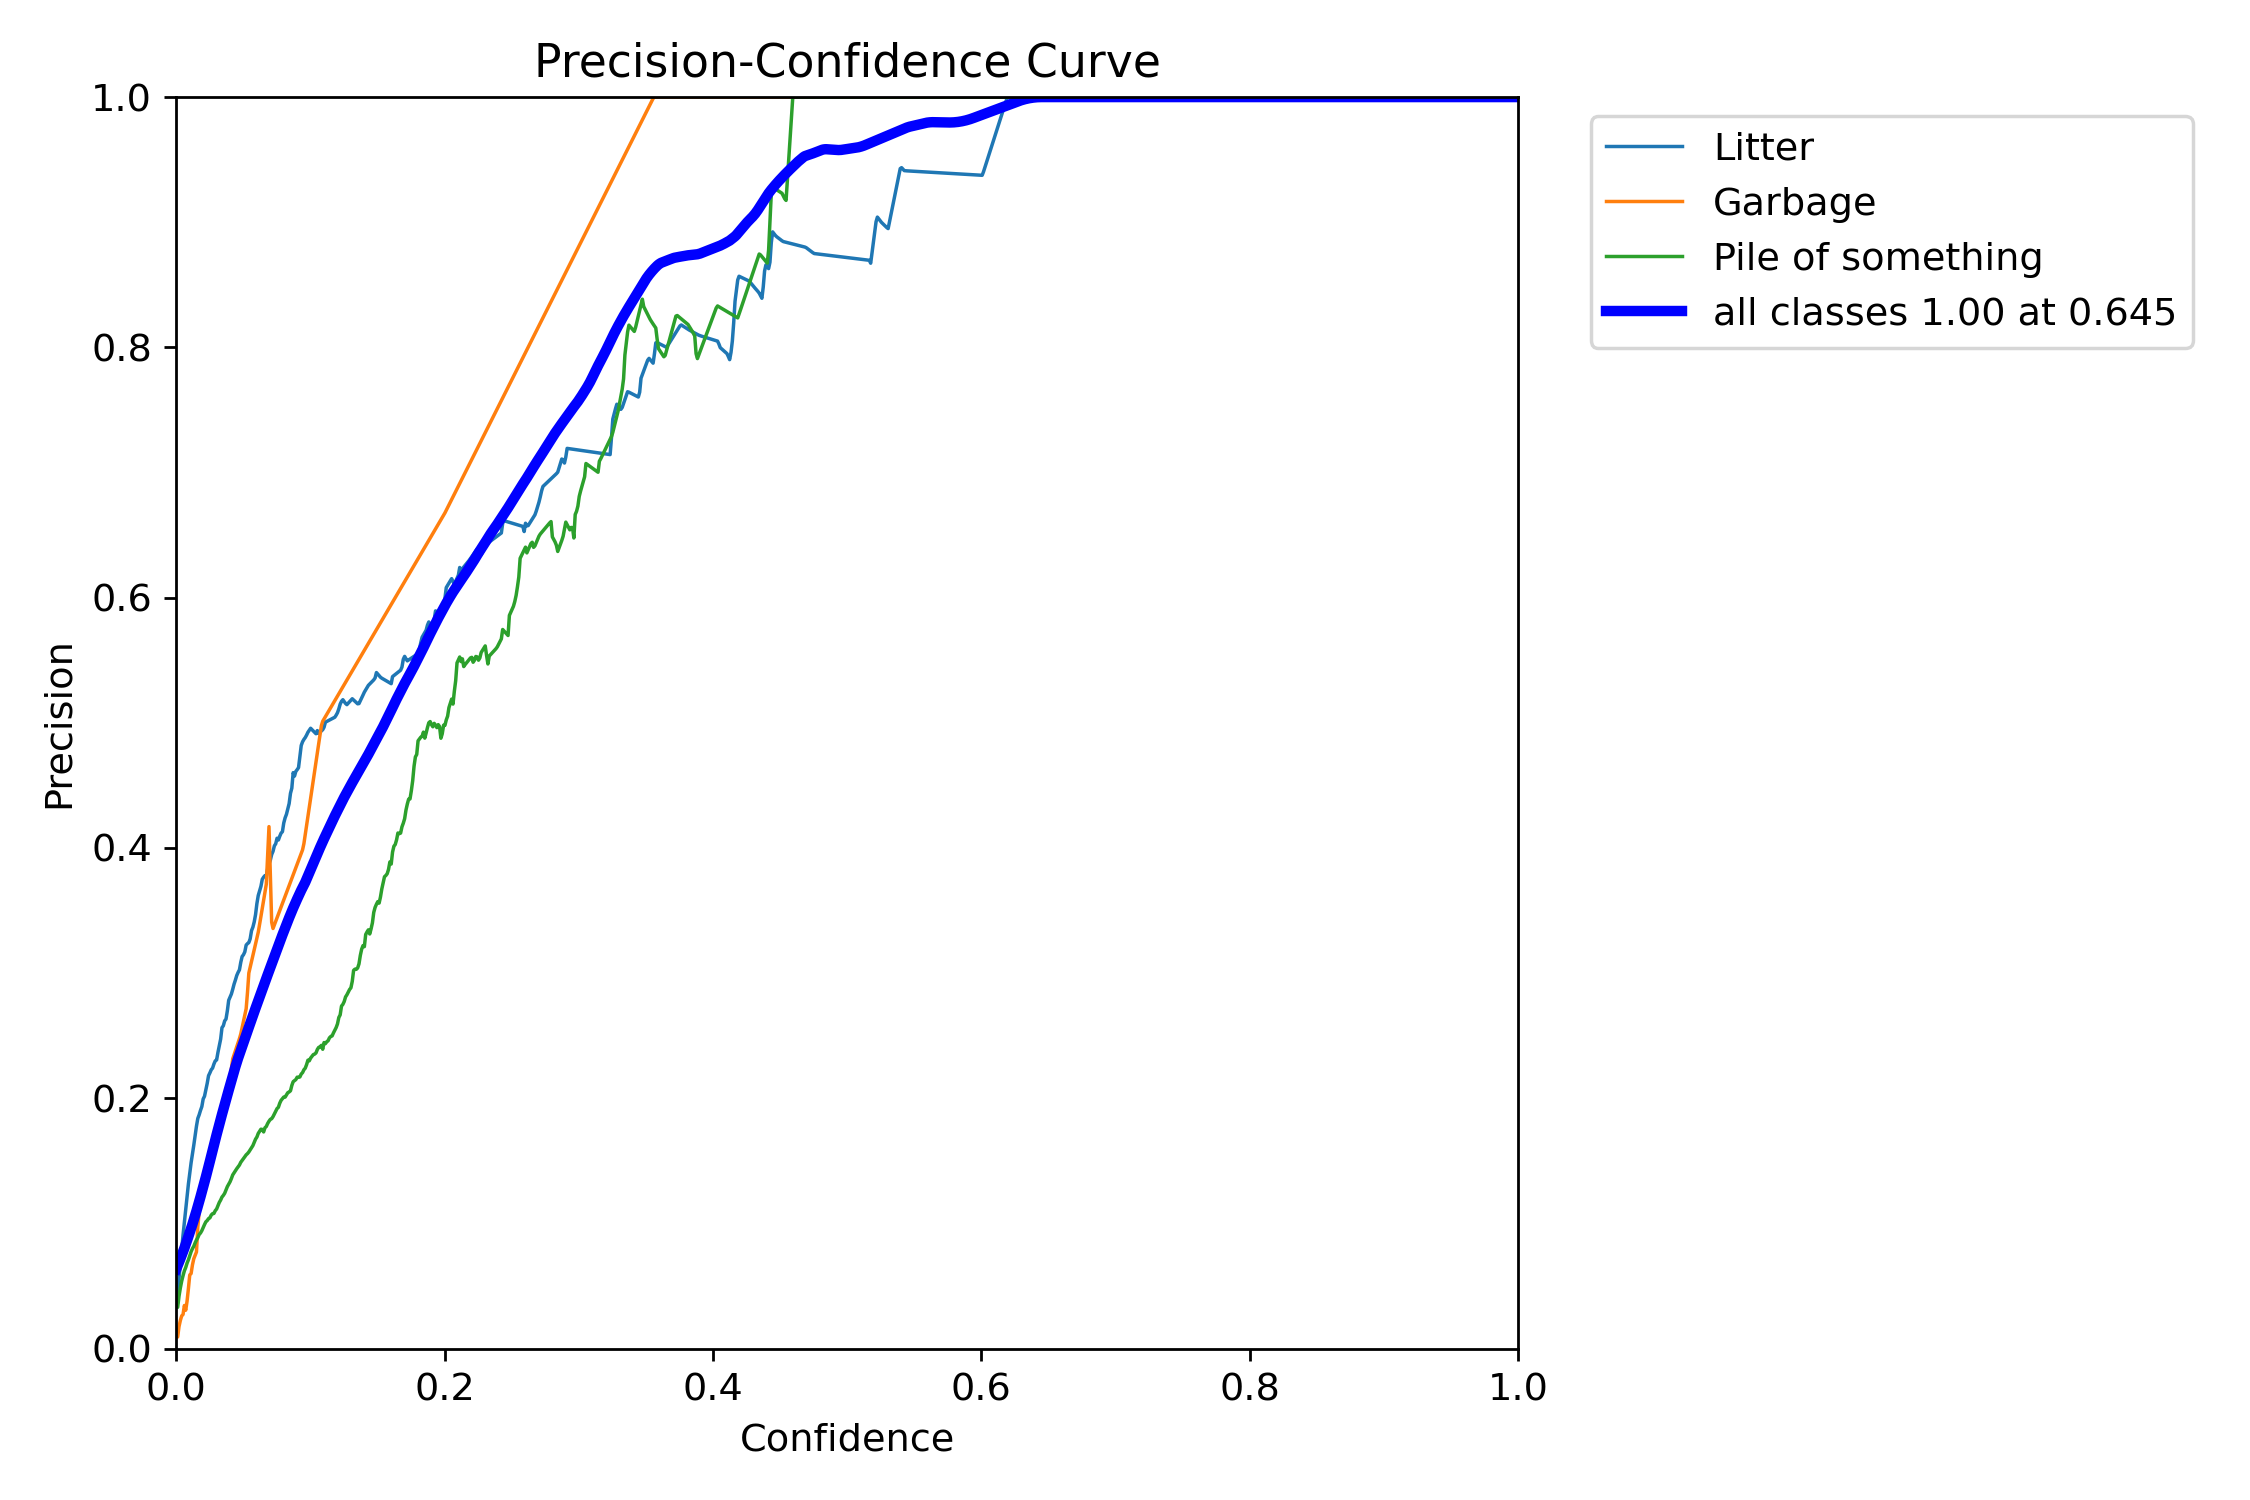 Precision-Confidence Curve
1.0
0.8
0.6
0.4
0.2
0.0
Precision
0.0 0.2 0.4 0.6 0.8 1.0
Confidence
Litter
Garbage
Pile of something
all classes 1.00 at 0.645